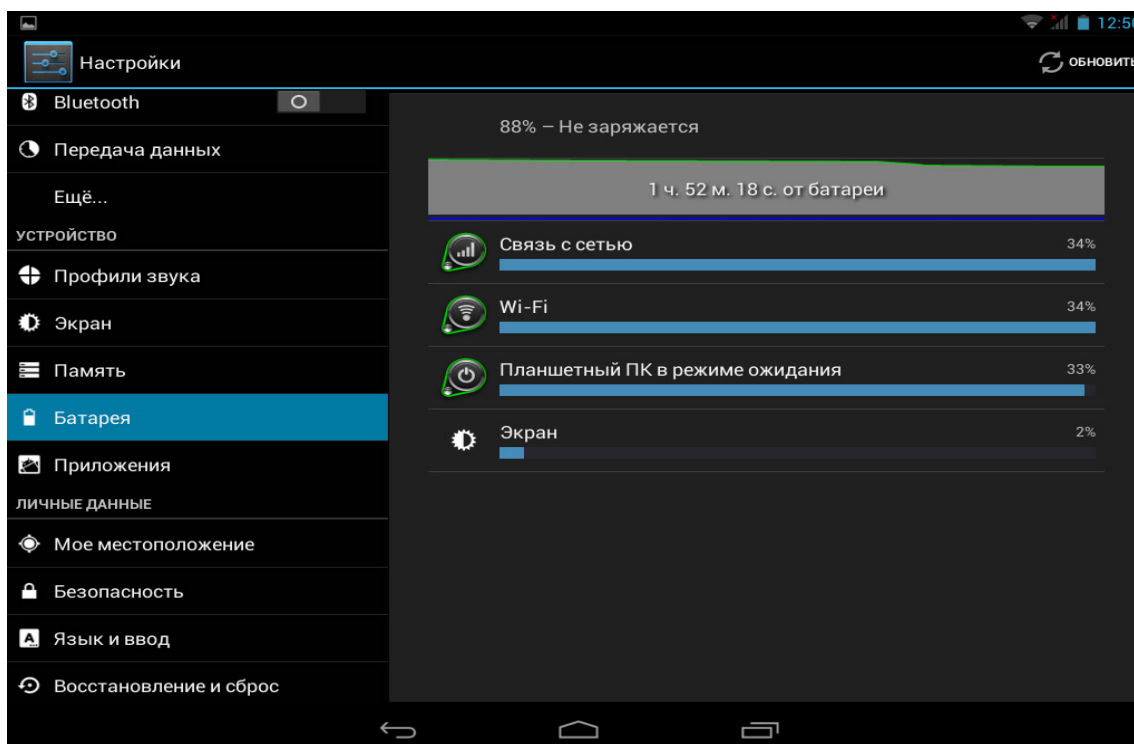 12:50
Настройки
ОБНОВИТЬ
Bluetooth
Передача данных
Ещё...
УСТРОЙСТВО
Профили звука
Экран
Память
Батарея
Приложения
ЛИЧНЫЕ ДАННЫЕ
Мое местоположение
Безопасность
Язык и ввод
Восстановление и сброс
88% – Не заряжается
1 ч. 52 м. 18 с. от батареи
Связь с сетью 34%
Wi-Fi 34%
Планшетный ПК в режиме ожидания 33%
Экран 2%